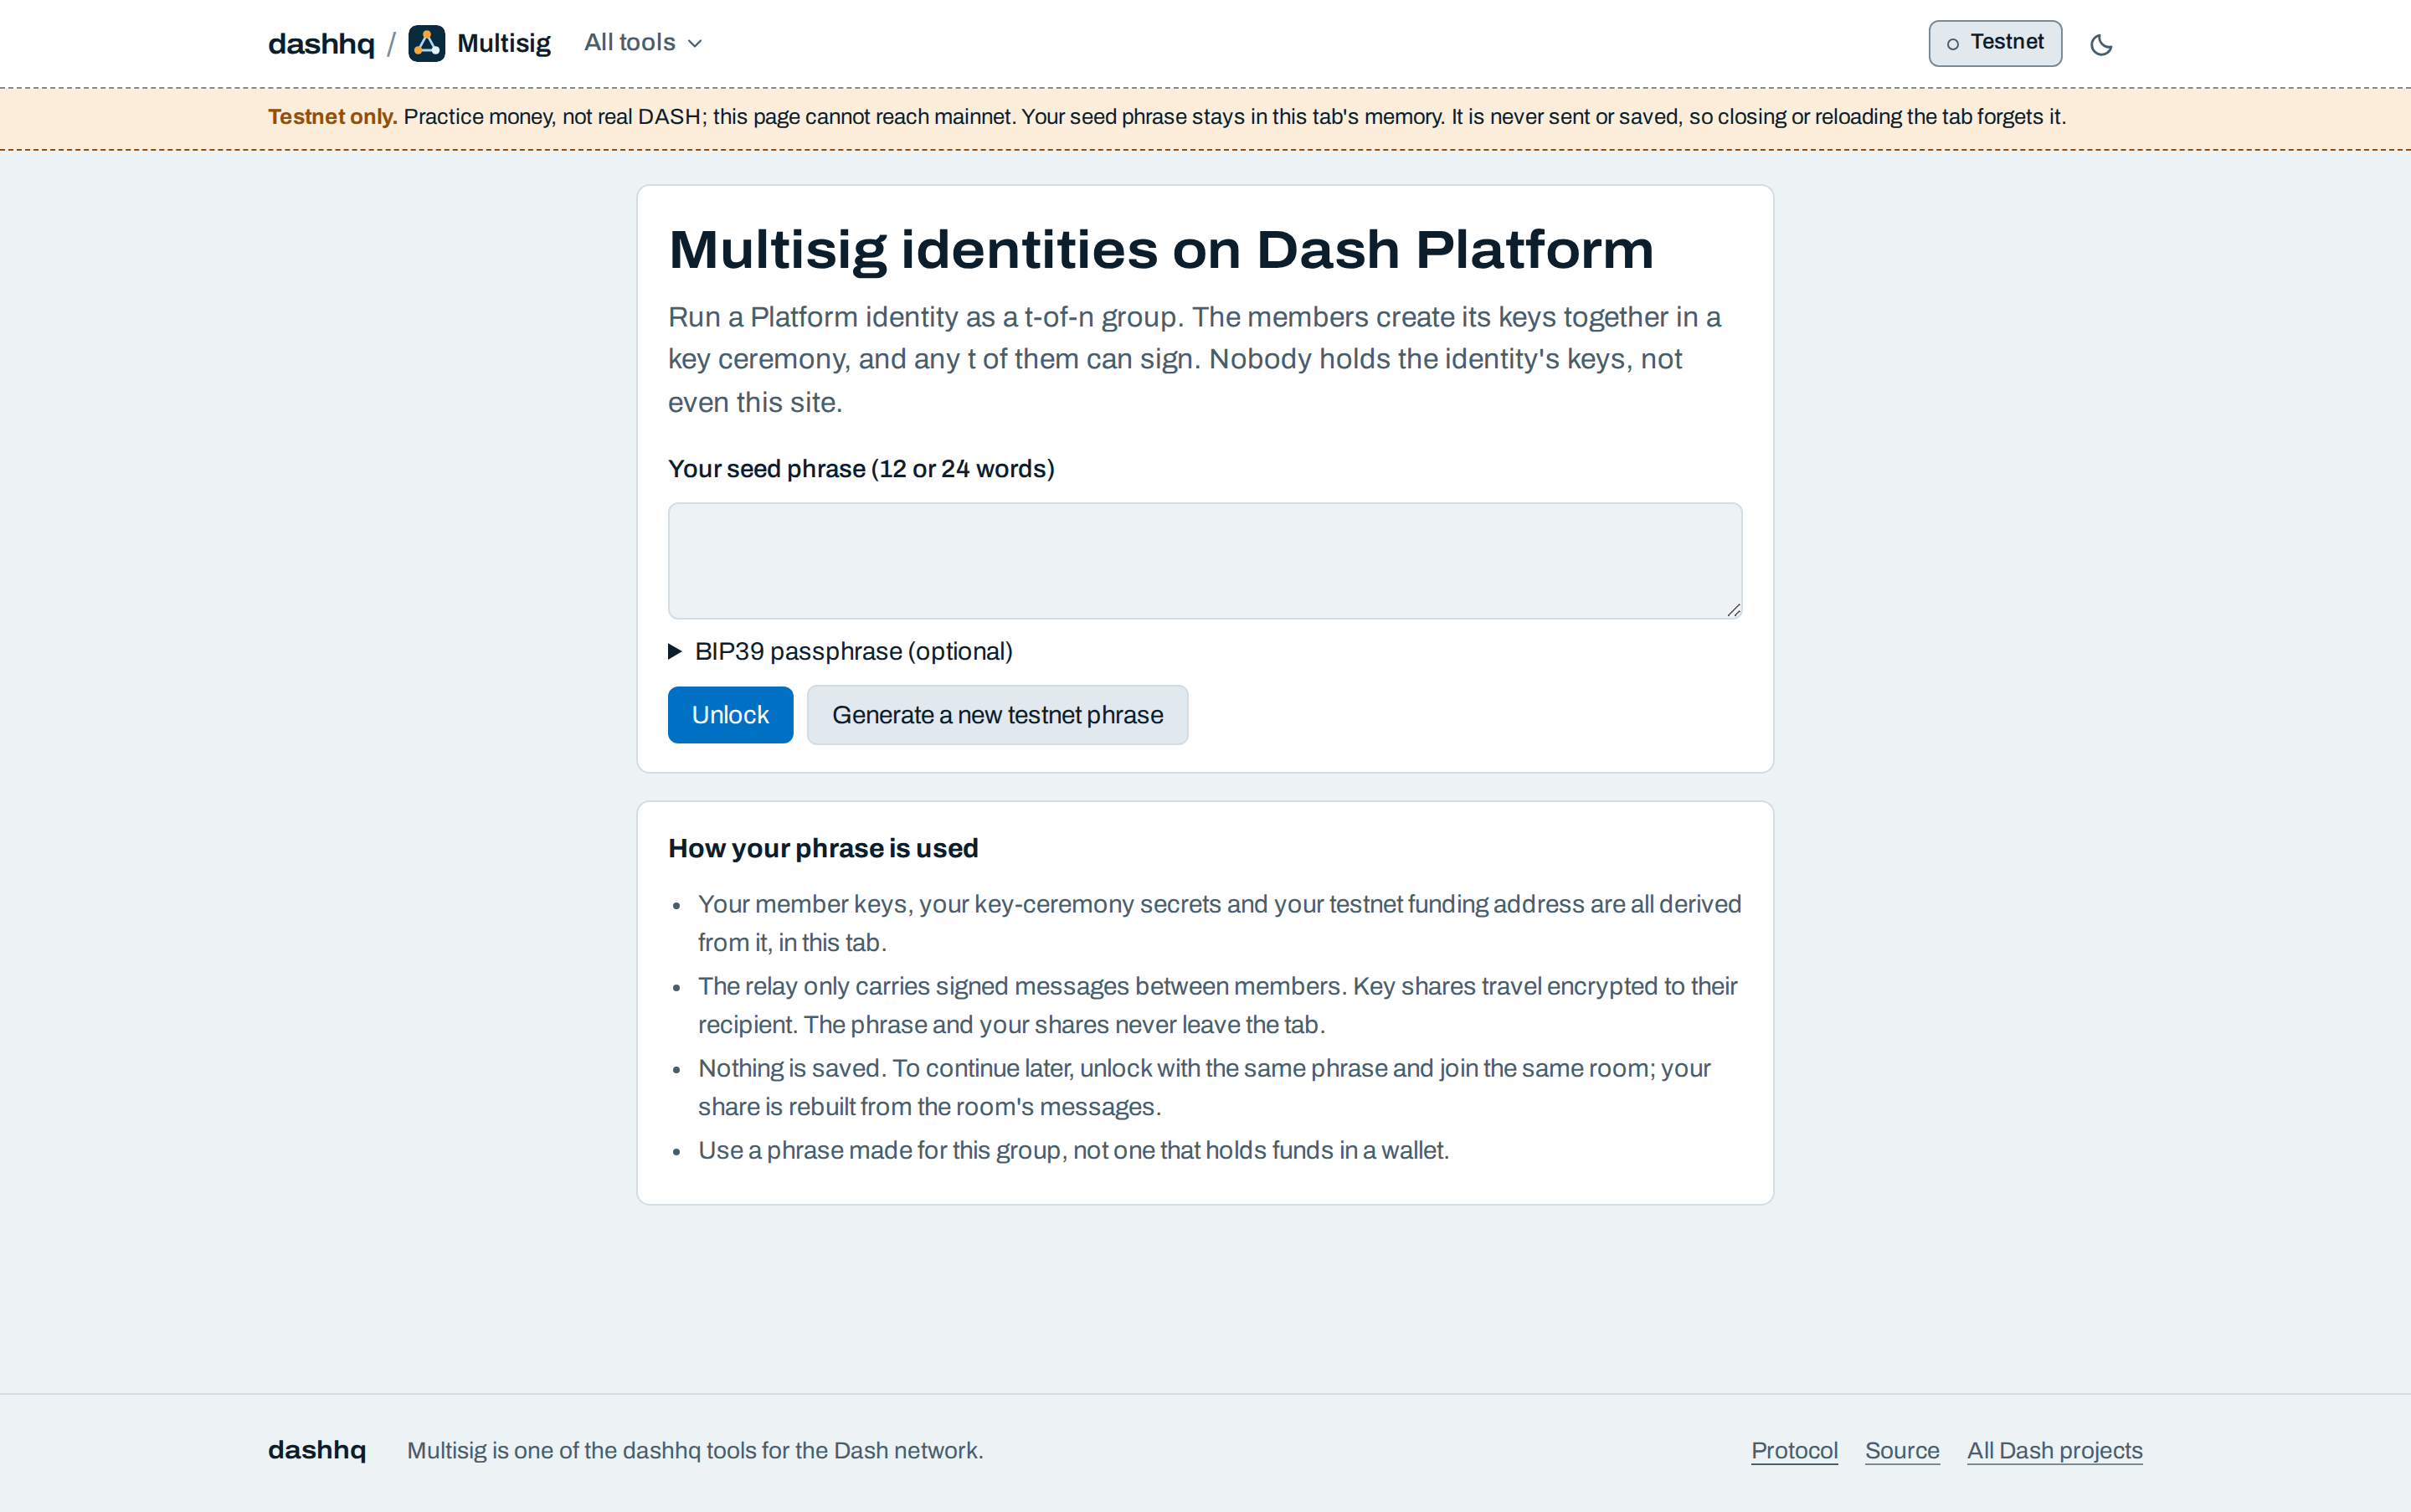 dashhq / Multisig All tools
Testnet
Testnet only. Practice money, not real DASH; this page cannot reach mainnet. Your seed phrase stays in this tab's memory. It is never sent or saved, so closing or reloading the tab forgets it.
Multisig identities on Dash Platform
Run a Platform identity as a t-of-n group. The members create its keys together in a
key ceremony, and any t of them can sign. Nobody holds the identity's keys, not
even this site.
Your seed phrase (12 or 24 words)
BIP39 passphrase (optional)
Unlock
Generate a new testnet phrase
How your phrase is used
Your member keys, your key-ceremony secrets and your testnet funding address are all derived
from it, in this tab.
The relay only carries signed messages between members. Key shares travel encrypted to their
recipient. The phrase and your shares never leave the tab.
Nothing is saved. To continue later, unlock with the same phrase and join the same room; your
share is rebuilt from the room's messages.
Use a phrase made for this group, not one that holds funds in a wallet.
dashhq Multisig is one of the dashhq tools for the Dash network.
Protocol Source All Dash projects